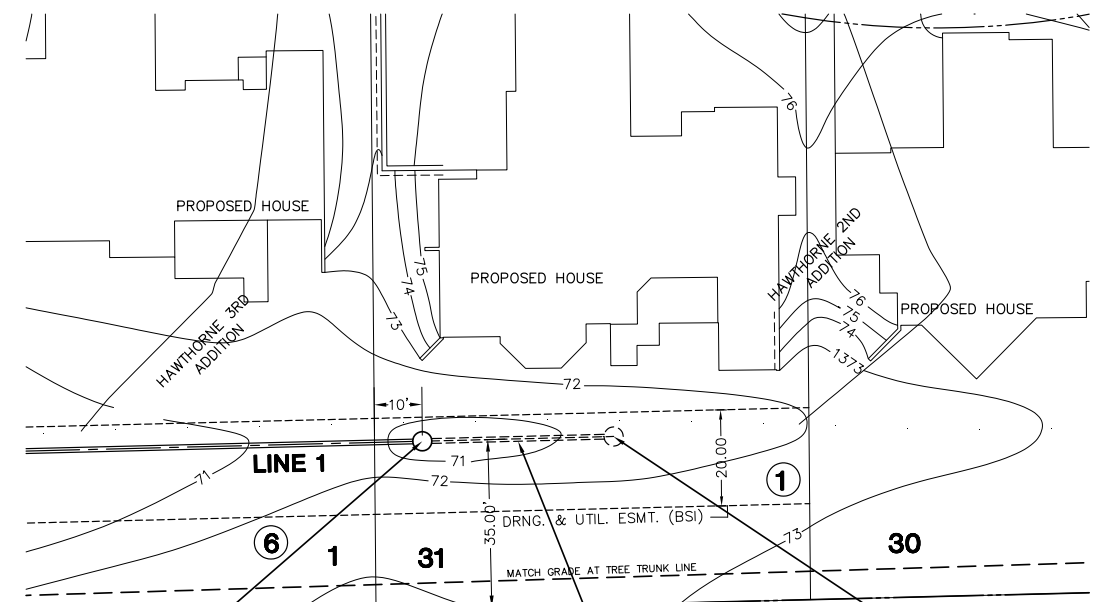 76
PROPOSED HOUSE
HAWTHORNE 2ND
ADDITION
75
74
73
PROPOSED HOUSE
76
75
74
1373
PROPOSED HOUSE
HAWTHORNE 3RD
ADDITION
72
10'
71
LINE 1
71
72
20.00
1
35.00'
DRNG. & UTIL. ESMT. (BSI)
73
6
1
31
30
MATCH GRADE AT TREE TRUNK LINE